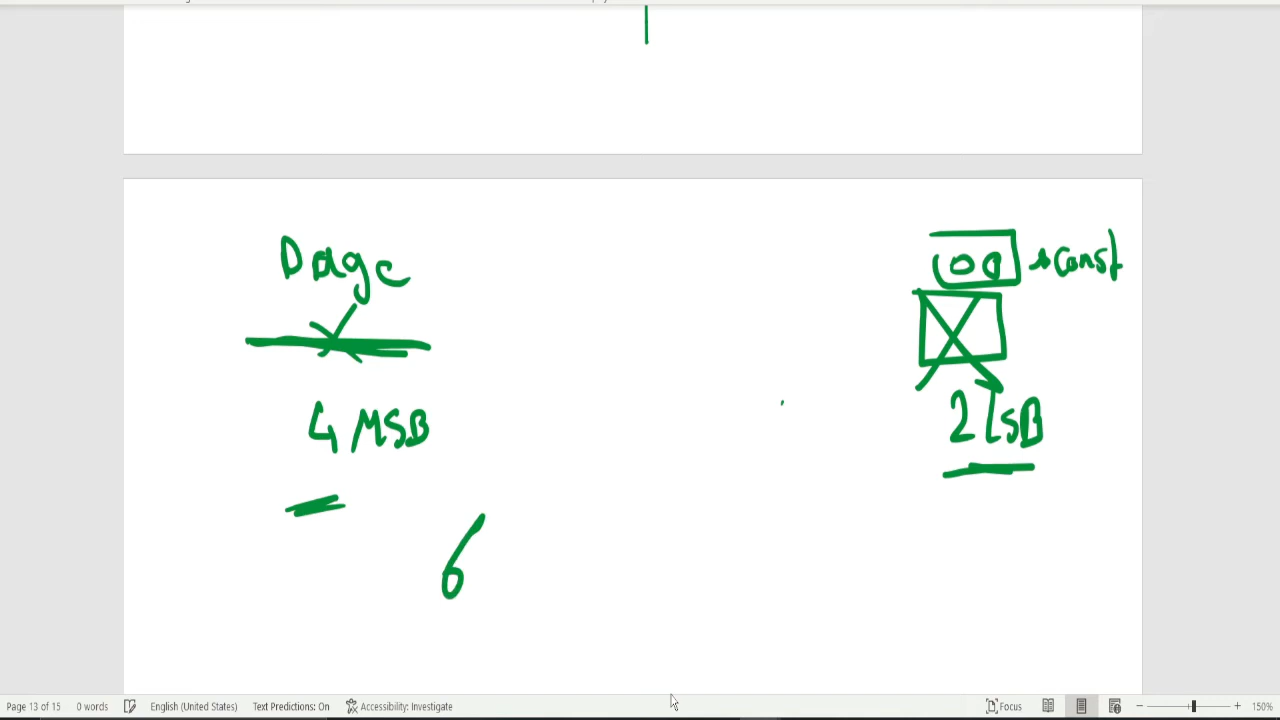 Page
00 → Const
4 MSB
2 LSB
6
Page 13 of 15 0 words English (United States) Text Predictions: On Accessibility: Investigate Focus 150%